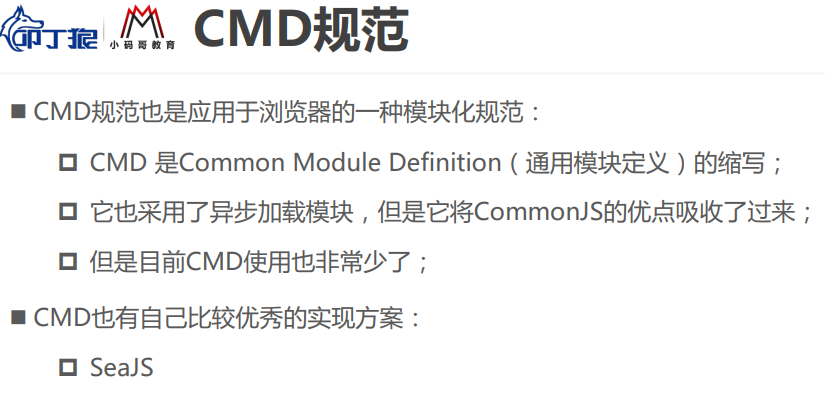 叩丁狼
小码哥教育
CMD规范
CMD规范也是应用于浏览器的一种模块化规范：
CMD 是Common Module Definition（通用模块定义）的缩写；
它也采用了异步加载模块，但是它将CommonJS的优点吸收了过来；
但是目前CMD使用也非常少了；
CMD也有自己比较优秀的实现方案：
SeaJS